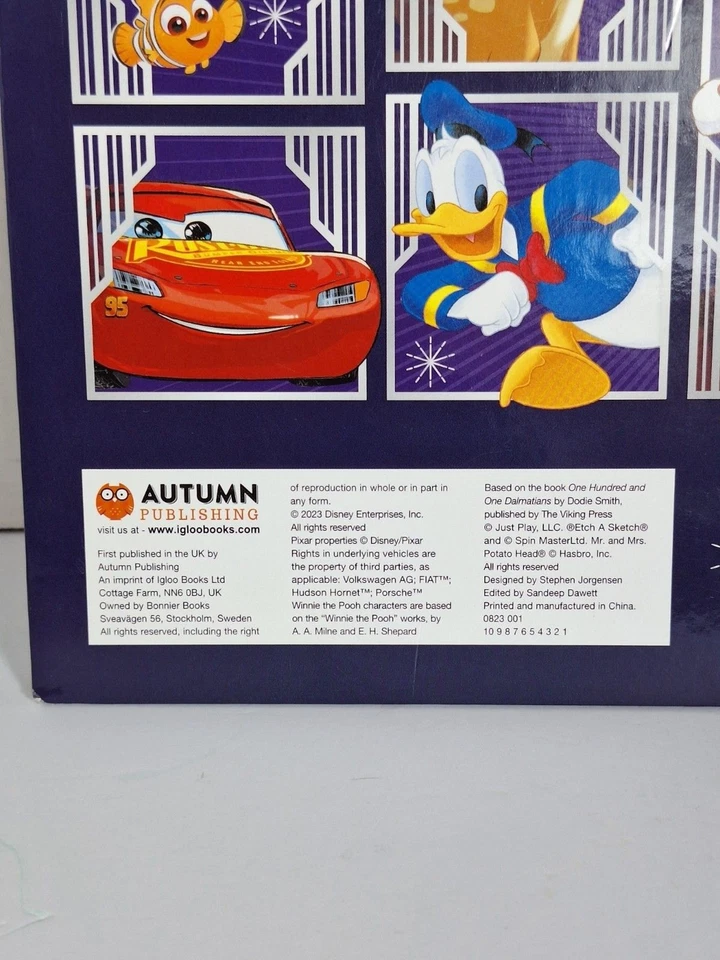 RUST-EZE
95
AUTUMN
PUBLISHING
visit us at - www.igloobooks.com
First published in the UK by
Autumn Publishing
An imprint of Igloo Books Ltd
Cottage Farm, NN6 0BJ, UK
Owned by Bonnier Books
Sveavägen 56, Stockholm, Sweden
All rights reserved, including the right
of reproduction in whole or in part in
any form.
© 2023 Disney Enterprises, Inc.
All rights reserved
Pixar properties © Disney/Pixar
Rights in underlying vehicles are
the property of third parties, as
applicable: Volkswagen AG; FIAT™;
Hudson Hornet™; Porsche™
Winnie the Pooh characters are based
on the "Winnie the Pooh" works, by
A. A. Milne and E. H. Shepard
Based on the book One Hundred and
One Dalmatians by Dodie Smith,
published by The Viking Press
© Just Play, LLC. ®Etch A Sketch®
and © Spin MasterLtd. Mr. and Mrs.
Potato Head® © Hasbro, Inc.
All rights reserved
Designed by Stephen Jorgensen
Edited by Sandeep Dawett
Printed and manufactured in China.
0823 001
10 9 8 7 6 5 4 3 2 1